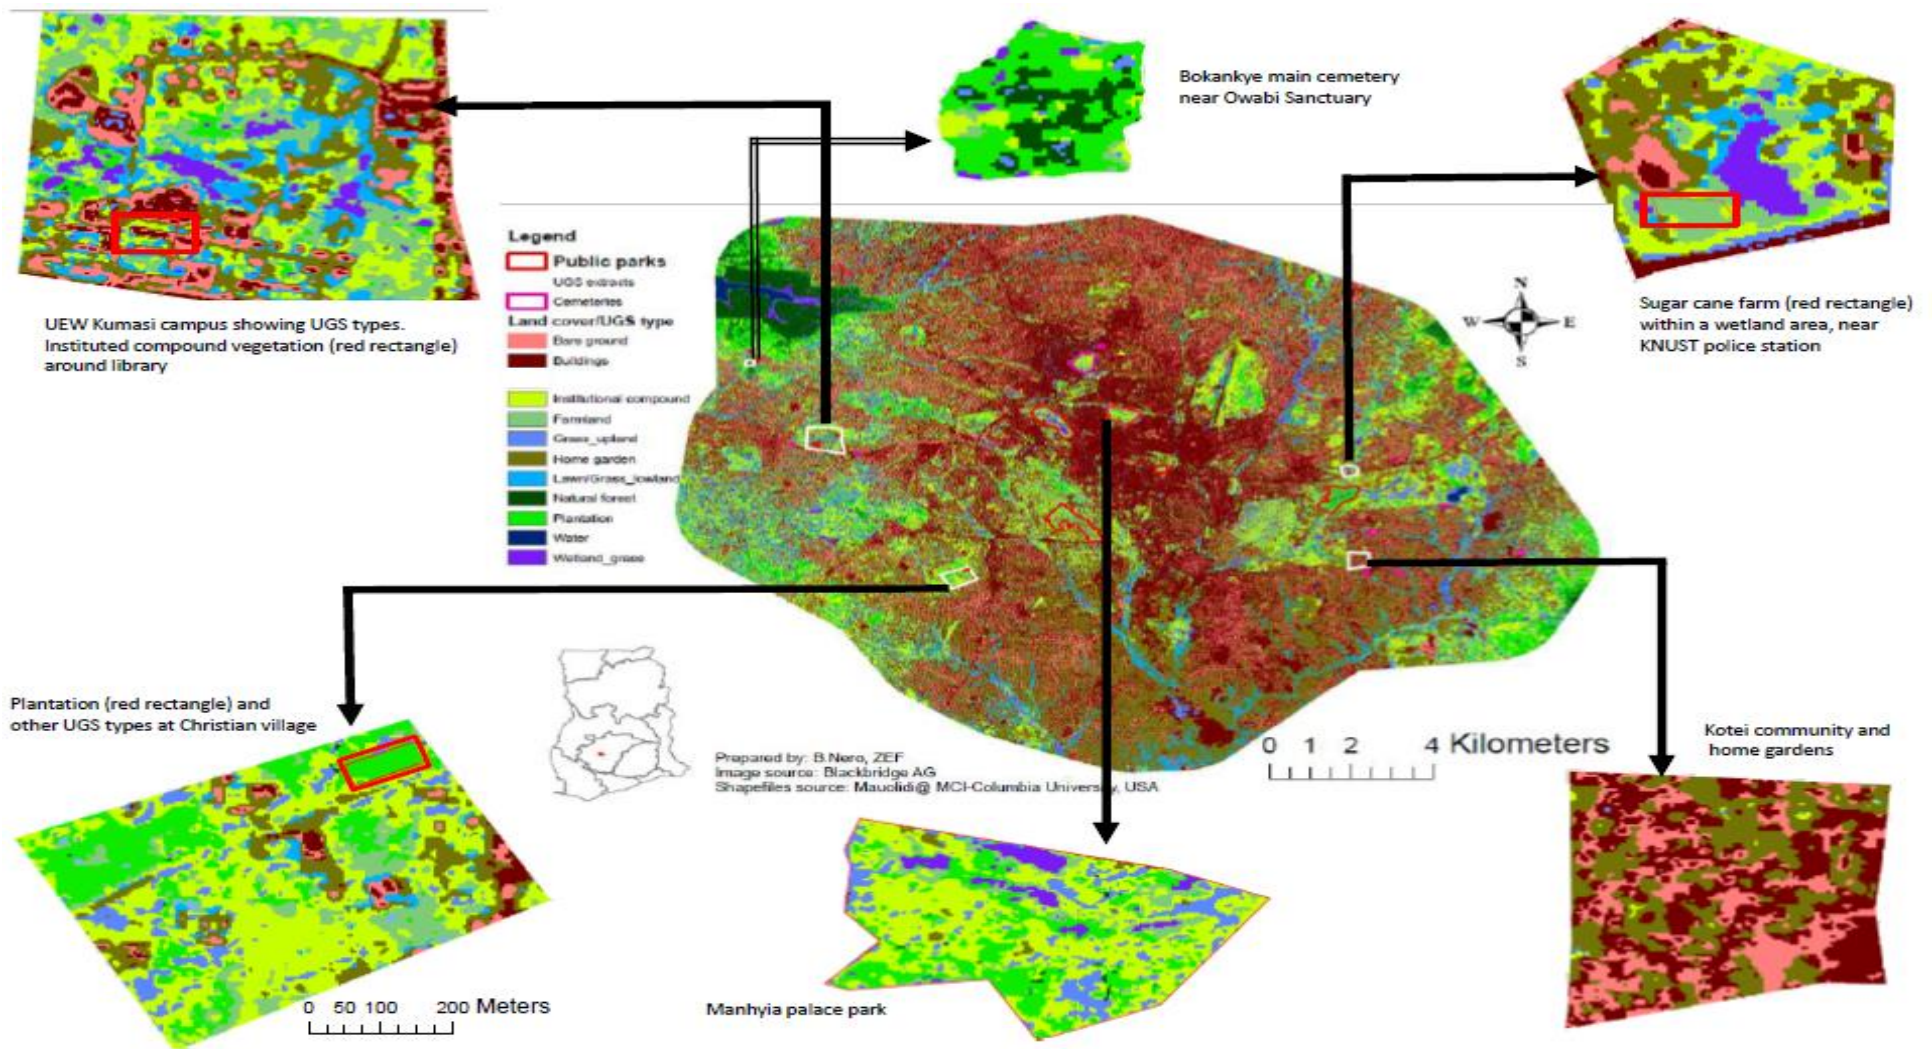 Bokankye main cemetery
near Owabi Sanctuary
Legend
Public parks
UGS extracts
Cemeteries
Land cover/UGS type
Bare ground
Buildings
Institutional compound
Farmland
Grass_upland
Home garden
Lawn/Grass_lowland
Natural forest
Plantation
Water
Wetland_grass
UEW Kumasi campus showing UGS types.
Instituted compound vegetation (red rectangle)
around library
N
W
E
S
Sugar cane farm (red rectangle)
within a wetland area, near
KNUST police station
Plantation (red rectangle) and
other UGS types at Christian village
Prepared by: B.Nero, ZEF
Image source: Blackbridge AG
Shapefiles source: Mauolidi@ MCI-Columbia University, USA
0 1 2 4 Kilometers
Kotei community and
home gardens
0 50 100 200 Meters
Manhyia palace park